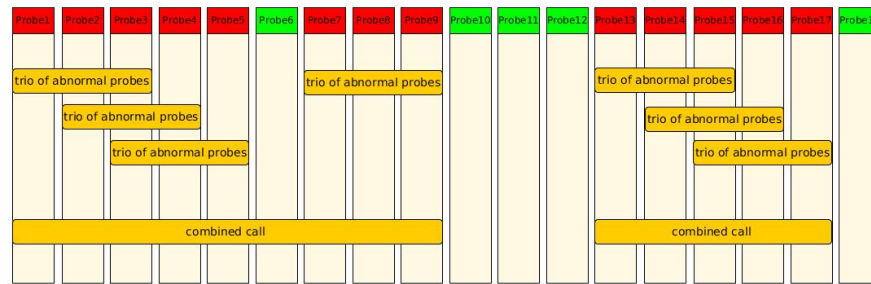 Probe1 Probe2 Probe3 Probe4 Probe5 Probe6 Probe7 Probe8 Probe9 Probe10 Probe11 Probe12 Probe13 Probe14 Probe15 Probe16 Probe17 Probe1
trio of abnormal probes trio of abnormal probes trio of abnormal probes
trio of abnormal probes trio of abnormal probes
trio of abnormal probes trio of abnormal probes
combined call combined call